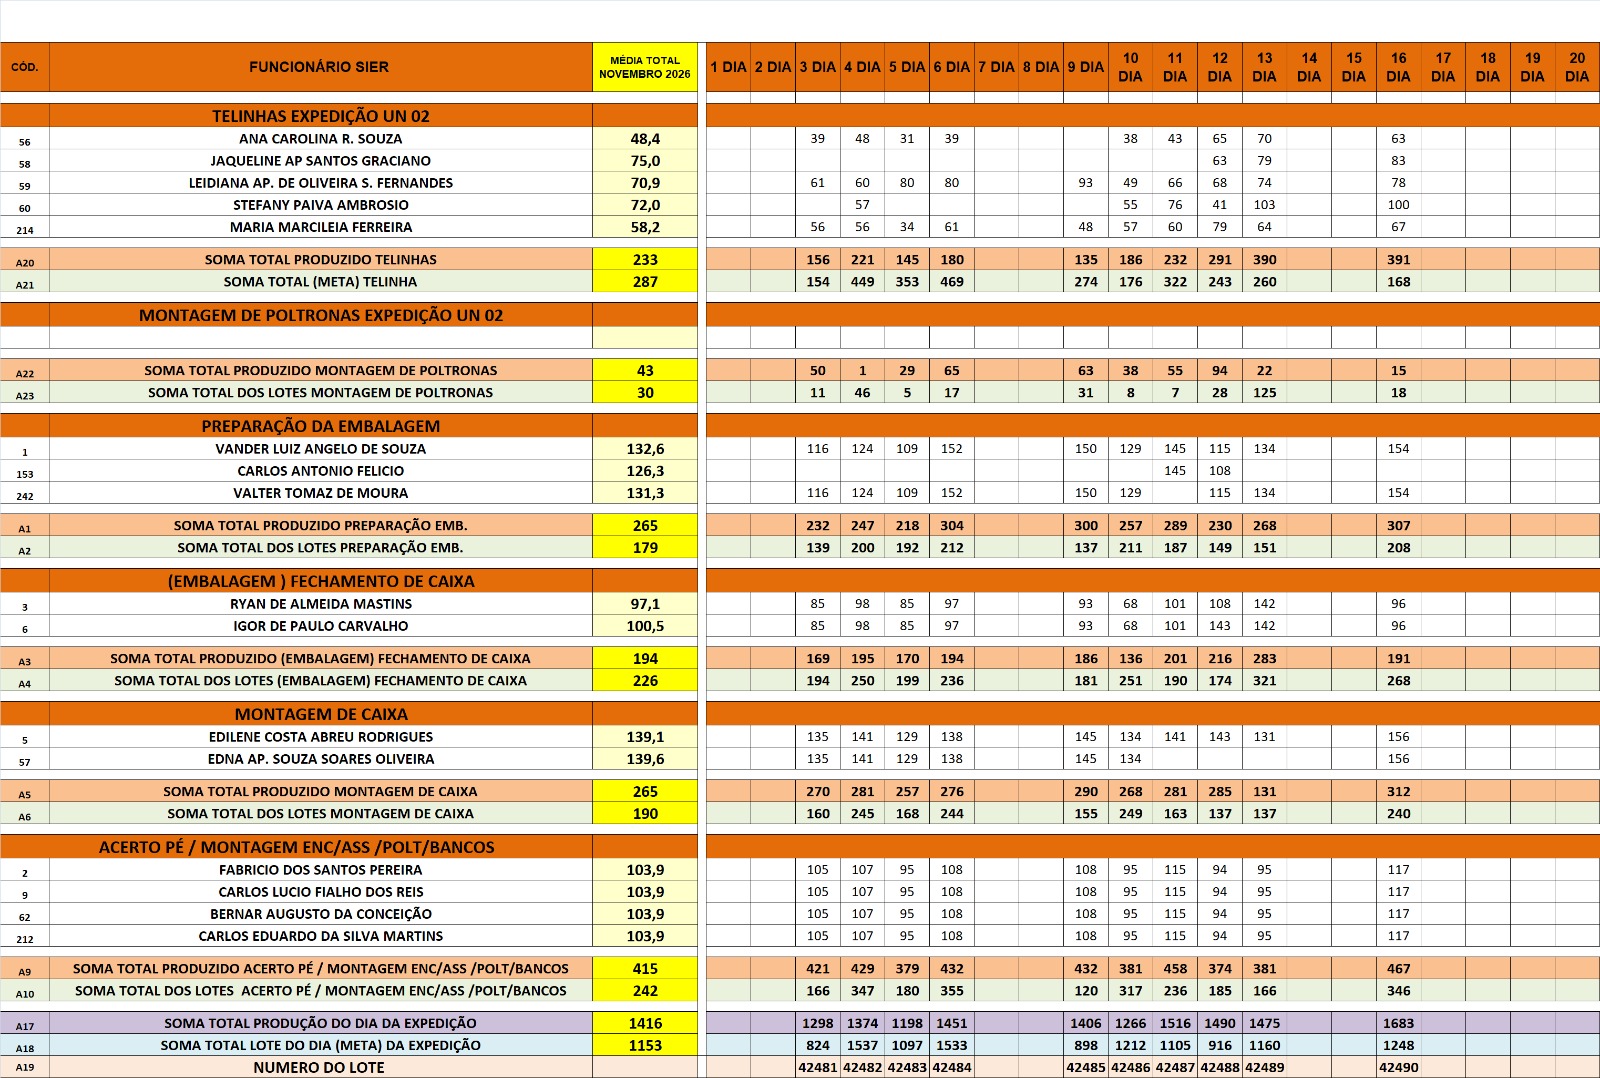 CÓD. FUNCIONÁRIO SIER MÉDIA TOTAL NOVEMBRO 2026 1 DIA 2 DIA 3 DIA 4 DIA 5 DIA 6 DIA 7 DIA 8 DIA 9 DIA 10 DIA 11 DIA 12 DIA 13 DIA 14 DIA 15 DIA 16 DIA 17 DIA 18 DIA 19 DIA 20 DIA
TELINHAS EXPEDIÇÃO UN 02
56 ANA CAROLINA R. SOUZA 48,4 39 48 31 39 38 43 65 70 63
58 JAQUELINE AP SANTOS GRACIANO 75,0 63 79 83
59 LEIDIANA AP. DE OLIVEIRA S. FERNANDES 70,9 61 60 80 80 93 49 66 68 74 78
60 STEFANY PAIVA AMBROSIO 72,0 57 55 76 41 103 100
214 MARIA MARCILEIA FERREIRA 58,2 56 56 34 61 48 57 60 79 64 67
A20 SOMA TOTAL PRODUZIDO TELINHAS 233 156 221 145 180 135 186 232 291 390 391
A21 SOMA TOTAL (META) TELINHA 287 154 449 353 469 274 176 322 243 260 168
MONTAGEM DE POLTRONAS EXPEDIÇÃO UN 02
A22 SOMA TOTAL PRODUZIDO MONTAGEM DE POLTRONAS 43 50 1 29 65 63 38 55 94 22 15
A23 SOMA TOTAL DOS LOTES MONTAGEM DE POLTRONAS 30 11 46 5 17 31 8 7 28 125 18
PREPARAÇÃO DA EMBALAGEM
1 VANDER LUIZ ANGELO DE SOUZA 132,6 116 124 109 152 150 129 145 115 134 154
153 CARLOS ANTONIO FELICIO 126,3 145 108
242 VALTER TOMAZ DE MOURA 131,3 116 124 109 152 150 129 115 134 154
A1 SOMA TOTAL PRODUZIDO PREPARAÇÃO EMB. 265 232 247 218 304 300 257 289 230 268 307
A2 SOMA TOTAL DOS LOTES PREPARAÇÃO EMB. 179 139 200 192 212 137 211 187 149 151 208
(EMBALAGEM ) FECHAMENTO DE CAIXA
3 RYAN DE ALMEIDA MASTINS 97,1 85 98 85 97 93 68 101 108 142 96
6 IGOR DE PAULO CARVALHO 100,5 85 98 85 97 93 68 101 143 142 96
A3 SOMA TOTAL PRODUZIDO (EMBALAGEM) FECHAMENTO DE CAIXA 194 169 195 170 194 186 136 201 216 283 191
A4 SOMA TOTAL DOS LOTES (EMBALAGEM) FECHAMENTO DE CAIXA 226 194 250 199 236 181 251 190 174 321 268
MONTAGEM DE CAIXA
5 EDILENE COSTA ABREU RODRIGUES 139,1 135 141 129 138 145 134 141 143 131 156
57 EDNA AP. SOUZA SOARES OLIVEIRA 139,6 135 141 129 138 145 134 156
A5 SOMA TOTAL PRODUZIDO MONTAGEM DE CAIXA 265 270 281 257 276 290 268 281 285 131 312
A6 SOMA TOTAL DOS LOTES MONTAGEM DE CAIXA 190 160 245 168 244 155 249 163 137 137 240
ACERTO PÉ / MONTAGEM ENC/ASS /POLT/BANCOS
2 FABRICIO DOS SANTOS PEREIRA 103,9 105 107 95 108 108 95 115 94 95 117
9 CARLOS LUCIO FIALHO DOS REIS 103,9 105 107 95 108 108 95 115 94 95 117
62 BERNAR AUGUSTO DA CONCEIÇÃO 103,9 105 107 95 108 108 95 115 94 95 117
212 CARLOS EDUARDO DA SILVA MARTINS 103,9 105 107 95 108 108 95 115 94 95 117
A9 SOMA TOTAL PRODUZIDO ACERTO PÉ / MONTAGEM ENC/ASS /POLT/BANCOS 415 421 429 379 432 432 381 458 374 381 467
A10 SOMA TOTAL DOS LOTES ACERTO PÉ / MONTAGEM ENC/ASS /POLT/BANCOS 242 166 347 180 355 120 317 236 185 166 346
A17 SOMA TOTAL PRODUÇÃO DO DIA DA EXPEDIÇÃO 1416 1298 1374 1198 1451 1406 1266 1516 1490 1475 1683
A18 SOMA TOTAL LOTE DO DIA (META) DA EXPEDIÇÃO 1153 824 1537 1097 1533 898 1212 1105 916 1160 1248
A19 NUMERO DO LOTE 42481 42482 42483 42484 42485 42486 42487 42488 42489 42490